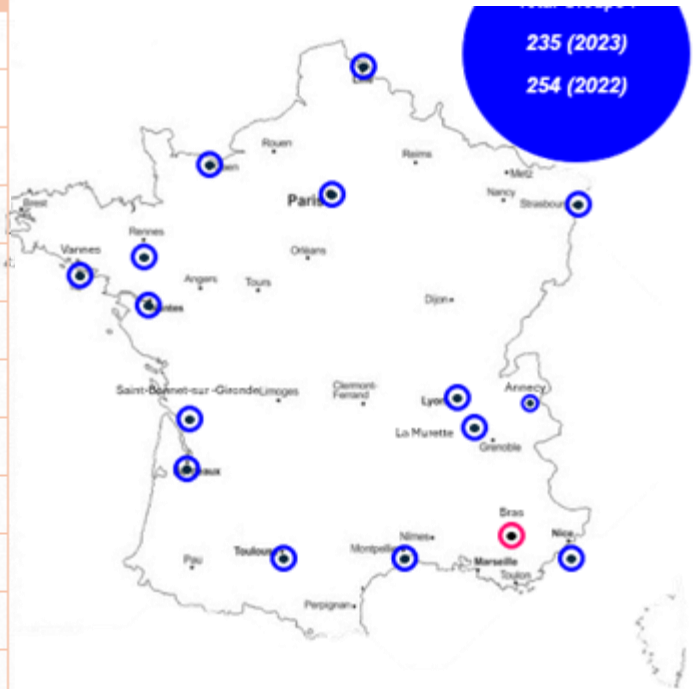 235 (2023)
254 (2022)
Rouen
Reims
Metz
Nancy
Paris
Strasbourg
Brest
Rennes
Vannes
Orléans
Angers
Tours
Dijon
Saint-Bonnet-sur-Gironde
Limoges
Clermont-
Ferrand
Annecy
Lyon
La Murette
Grenoble
Bras
Nîmes
Nice
Toulouse
Montpellier
Pau
Marseille
Toulon
Perpignan